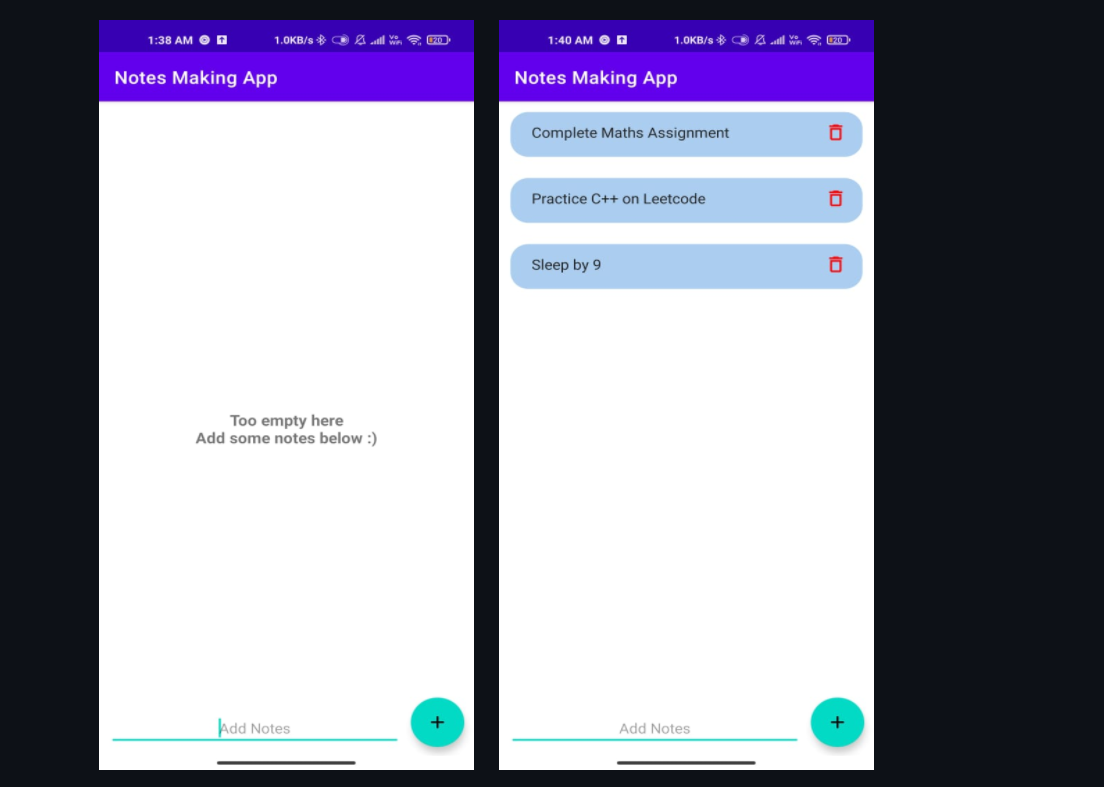 1:38 AM
1.0KB/s
Vo
WiFi
20
Notes Making App
Too empty here
Add some notes below :)
Add Notes
+
1:40 AM
1.0KB/s
Vo
WiFi
20
Notes Making App
Complete Maths Assignment
Practice C++ on Leetcode
Sleep by 9
Add Notes
+